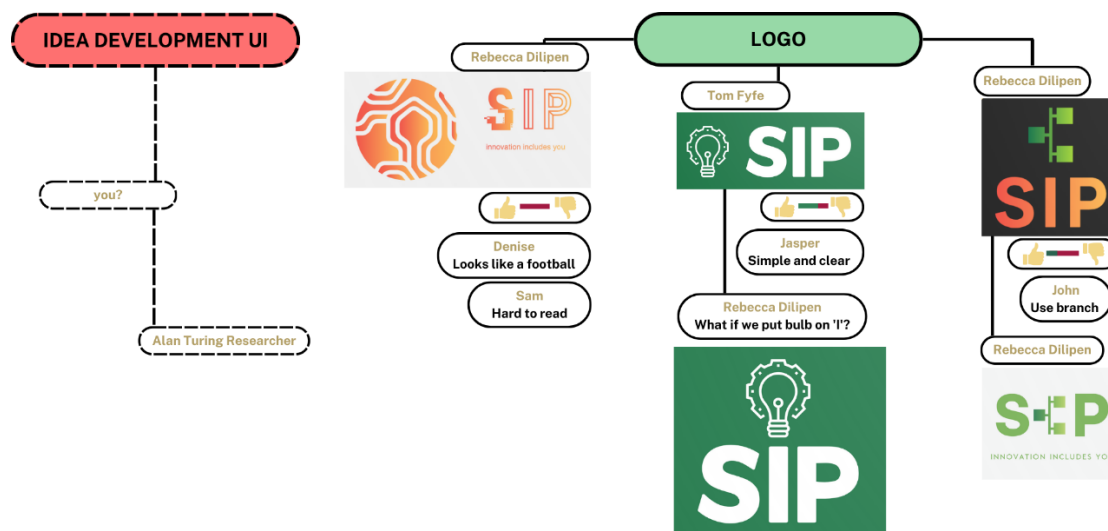 IDEA DEVELOPMENT UI
you?
Alan Turing Researcher
LOGO
Rebecca Dilipen
SIP
innovation includes you
Denise
Looks like a football
Sam
Hard to read
Tom Fyfe
SIP
Jasper
Simple and clear
Rebecca Dilipen
What if we put bulb on 'I'?
SIP
Rebecca Dilipen
SIP
John
Use branch
Rebecca Dilipen
S P
INNOVATION INCLUDES YO